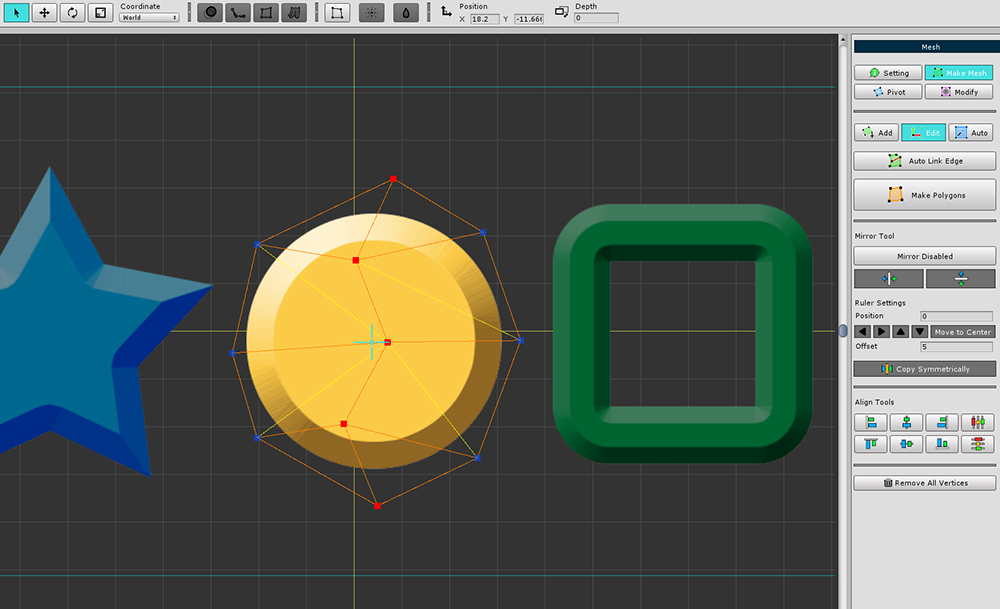 Coordinate
World
Position
X 18.2 Y -11.66
Depth
0
Mesh
Setting Make Mesh
Pivot Modify
Add Edit Auto
Auto Link Edge
Make Polygons
Mirror Tool
Mirror Disabled
Ruler Settings
Position 0
Move to Center
Offset 5
Copy Symmetrically
Align Tools
Remove All Vertices